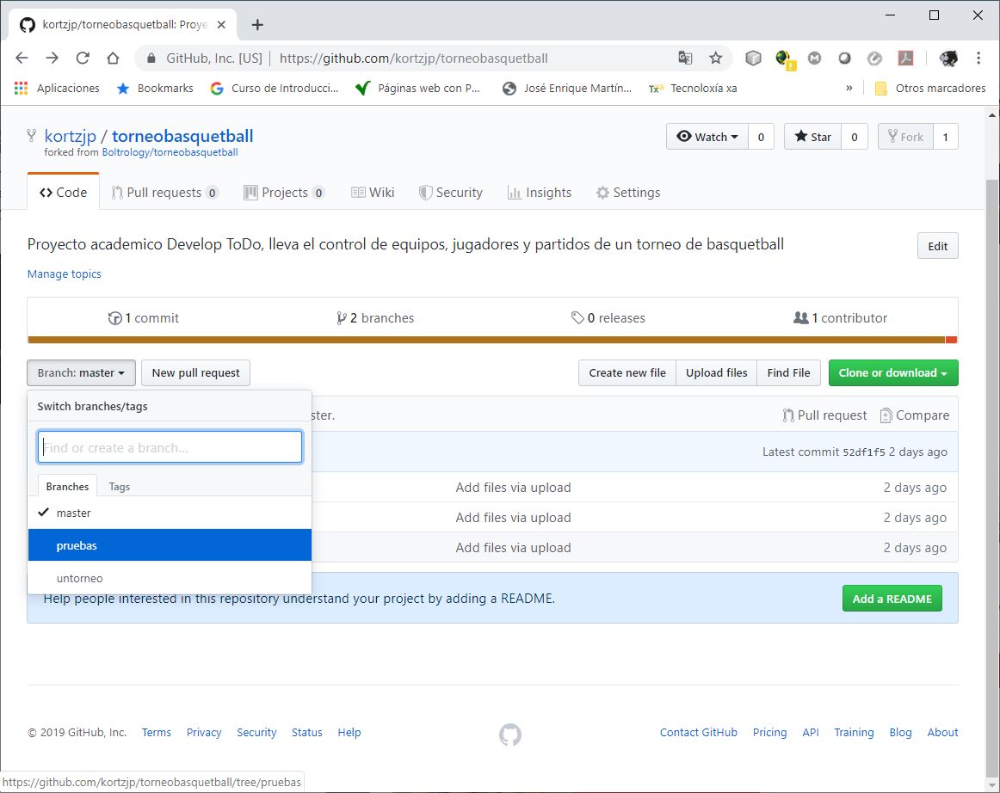 kortzjp/torneobasquetball: Proye
GitHub, Inc. [US] | https://github.com/kortzjp/torneobasquetball
Aplicaciones Bookmarks Curso de Introducci... Páginas web con P... José Enrique Martín... Tx Tecnoloxía xa » Otros marcadores
kortzjp / torneobasquetball
Watch 0 Star 0 Fork 1
forked from Boltrology/torneobasquetball
Code Pull requests 0 Projects 0 Wiki Security Insights Settings
Proyecto academico Develop ToDo, lleva el control de equipos, jugadores y partidos de un torneo de basquetball
Edit
Manage topics
1 commit 2 branches 0 releases 1 contributor
Branch: master New pull request Create new file Upload files Find File Clone or download
Switch branches/tags
ster. Pull request Compare
Find or create a branch...
Latest commit 52df1f5 2 days ago
Branches Tags
Add files via upload 2 days ago
master
Add files via upload 2 days ago
pruebas
Add files via upload 2 days ago
untorneo
Help people interested in this repository understand your project by adding a README.
Add a README
© 2019 GitHub, Inc. Terms Privacy Security Status Help Contact GitHub Pricing API Training Blog About
https://github.com/kortzjp/torneobasquetball/tree/pruebas